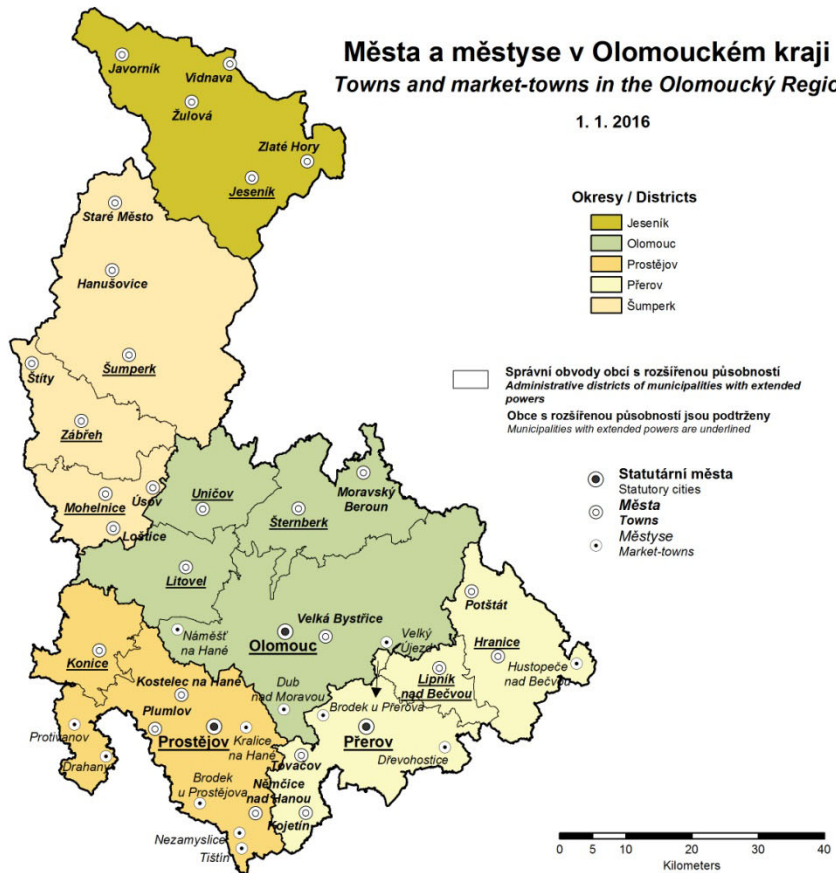 Města a městyse v Olomouckém kraji
Towns and market-towns in the Olomoucký Regio
1. 1. 2016
Javorník
Vidnava
Žulová
Zlaté Hory
Jeseník
Staré Město
Hanušovice
Šumperk
Štíty
Zábřeh
Mohelnice
Úsov
Loštice
Uničov
Šternberk
Moravský
Beroun
Litovel
Náměšť
na Hané
Olomouc
Velká Bystřice
Velký
Újezd
Dub
nad Moravou
Potštát
Hranice
Hustopeče
nad Bečvou
Lipník
nad Bečvou
Brodek u Přerova
Přerov
Dřevohostice
Tovačov
Kojetín
Konice
Kostelec na Hané
Plumlov
Prostějov
Kralice
na Hané
Protivanov
Drahany
Brodek
u Prostějova
Němčice
nad Hanou
Nezamyslice
Tištín
Okresy / Districts
Jeseník
Olomouc
Prostějov
Přerov
Šumperk
Správní obvody obcí s rozšířenou působností
Administrative districts of municipalities with extended
powers
Obce s rozšířenou působností jsou podtrženy
Municipalities with extended powers are underlined
Statutární města
Statutory cities
Města
Towns
Městyse
Market-towns
0 5 10 20 30 40
Kilometers